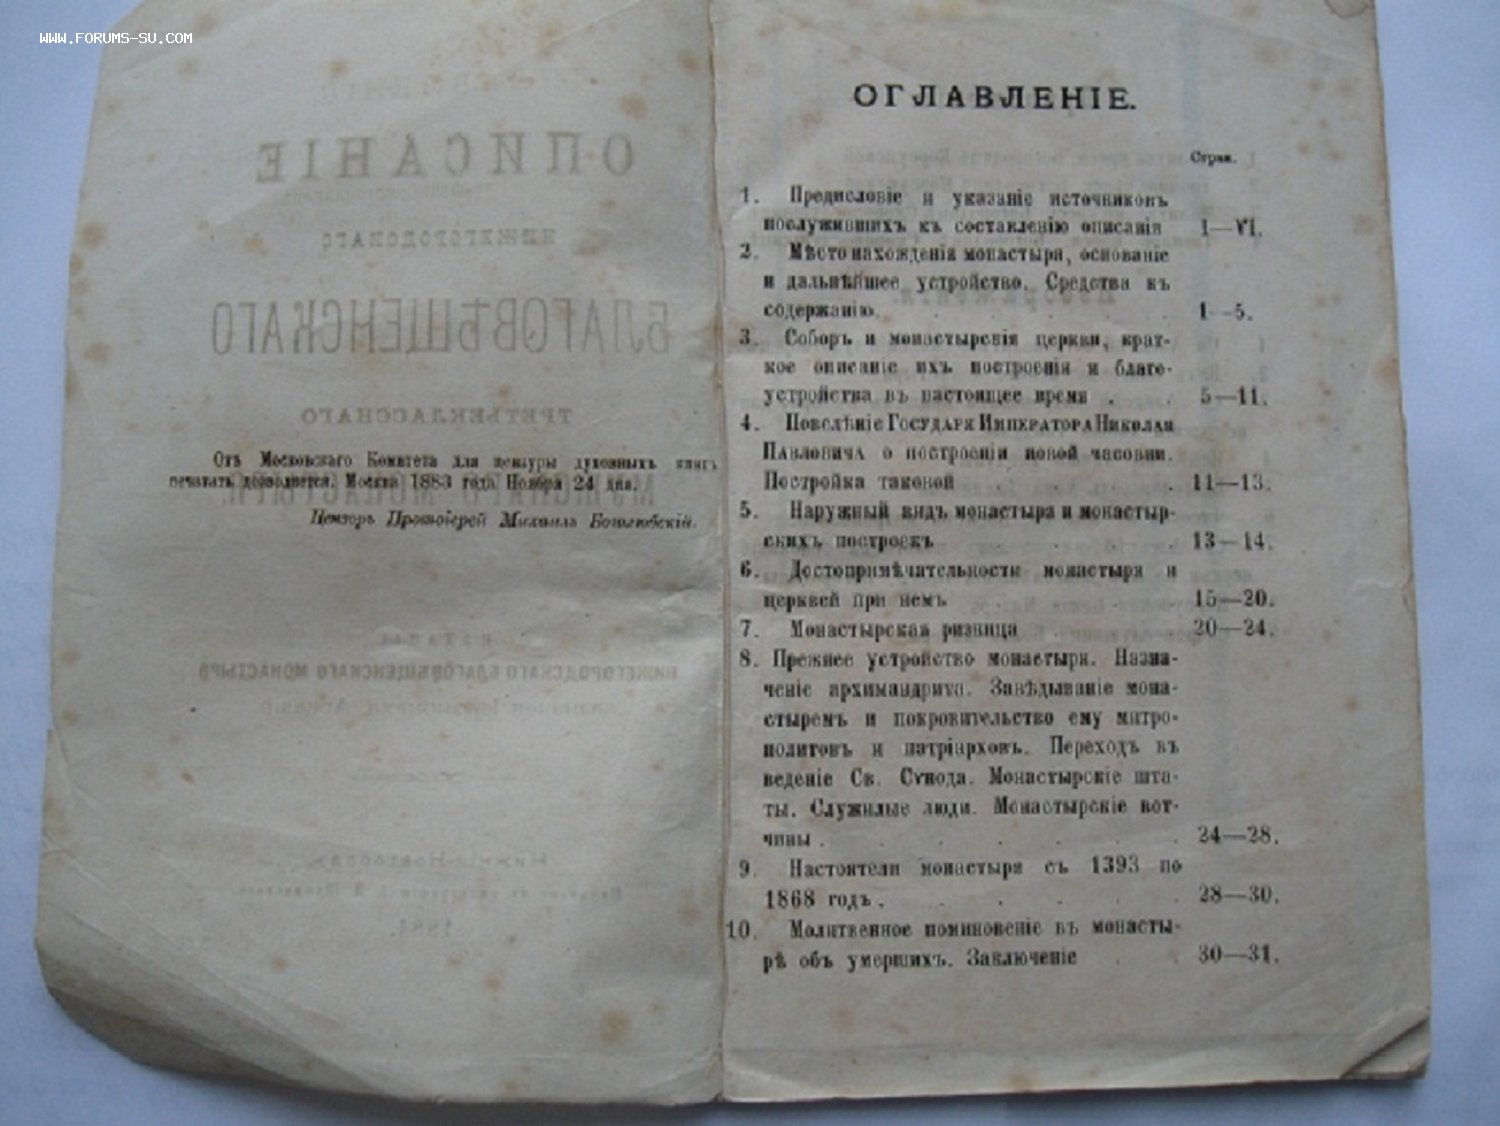 WWW.FORUMS-SU.COM
Отъ Московскаго Комитета для цензуры духовныхъ книгъ
печатать дозволяется. Москва 1883 года Ноября 24 дня.
Цензоръ Протоіерей Михаилъ Боголюбскій.
ОПИСАНІЕ
НИЖЕГОРОДСКАГО
БЛАГОВѢЩЕНСКАГО
ТРЕТЬЕКЛАССНАГО
МУЖСКАГО МОНАСТЫРЯ.
НИЖЕГОРОДСКАГО БЛАГОВѢЩЕНСКАГО МОНАСТЫРЯ
1884.
ОГЛАВЛЕНІЕ.
Стран.
1. Предисловіе и указаніе источниковъ
послужившихъ къ составленію описанія I—VI.
2. Мѣсто нахожденія монастыря, основаніе
и дальнѣйшее устройство. Средства къ
содержанію. 1—5.
3. Соборъ и монастырскія церкви, крат-
кое описаніе ихъ построенія и благо-
устройства въ настоящее время . . 5—11.
4. Повелѣніе Государя Императора Николая
Павловича о построеніи новой часовни.
Постройка таковой . . . . 11—13.
5. Наружный видъ монастыря и монастыр-
скихъ построекъ . . . 13—14.
6. Достопримѣчательности монастыря и
церквей при немъ . . . 15—20.
7. Монастырская ризница . . . 20—24.
8. Прежнее устройство монастыря. Назна-
ченіе архимандрита. Завѣдываніе мона-
стыремъ и покровительство ему митро-
политовъ и патріарховъ. Переходъ въ
веденіе Св. Сѵнода. Монастырскіе шта-
ты. Служилые люди. Монастырскіе вот-
чины . . . . . . . 24—28.
9. Настоятели монастыря съ 1393 по
1868 годъ . . . . . . 28—30.
10. Молитвенное поминовеніе въ монасты-
рѣ объ умершихъ. Заключеніе . . 30—31.